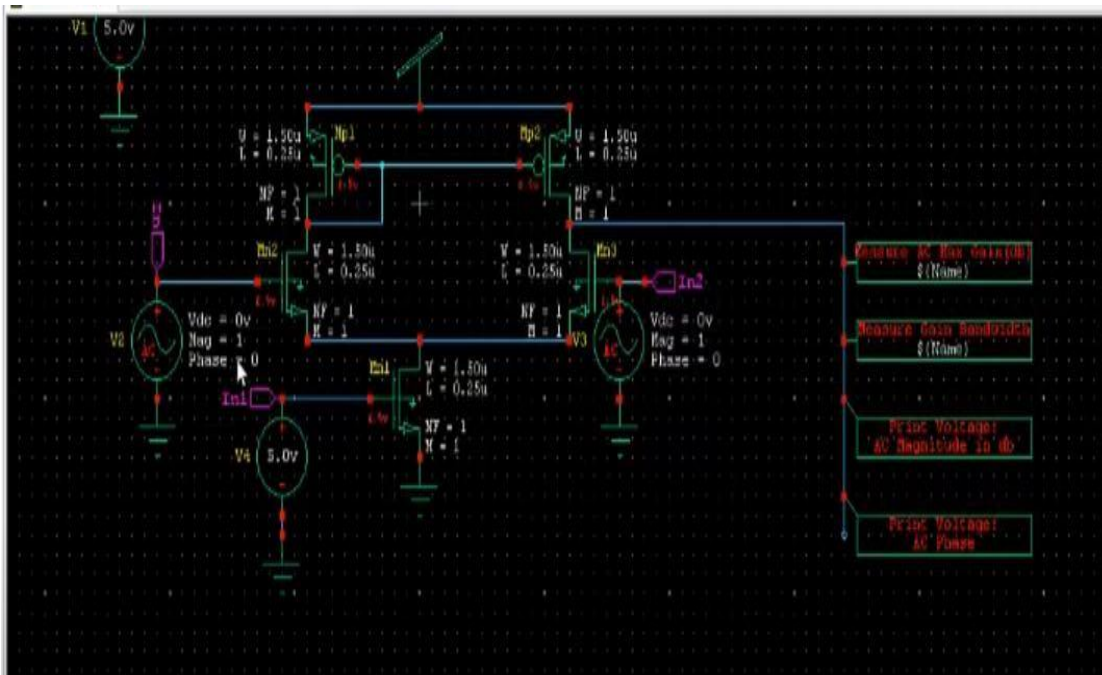 V1
5.0v
Mp1
W = 1.50u
L = 0.25u
NF = 1
M = 1
Mp2
W = 1.50u
L = 0.25u
NF = 1
M = 1
Mn2
W = 1.50u
L = 0.25u
NF = 1
M = 1
Mn3
W = 1.50u
L = 0.25u
NF = 1
M = 1
In2
V2
AC
Vdc = 0v
Mag = 1
Phase = 0
V3
AC
Vdc = 0v
Mag = 1
Phase = 0
Mn1
W = 1.50u
L = 0.25u
NF = 1
M = 1
In1
V4
5.0v
Measure AC Max Gain(db)
$(Name)
Measure Gain Bandwidth
$(Name)
Print Voltage:
AC Magnitude in db
Print Voltage:
AC Phase